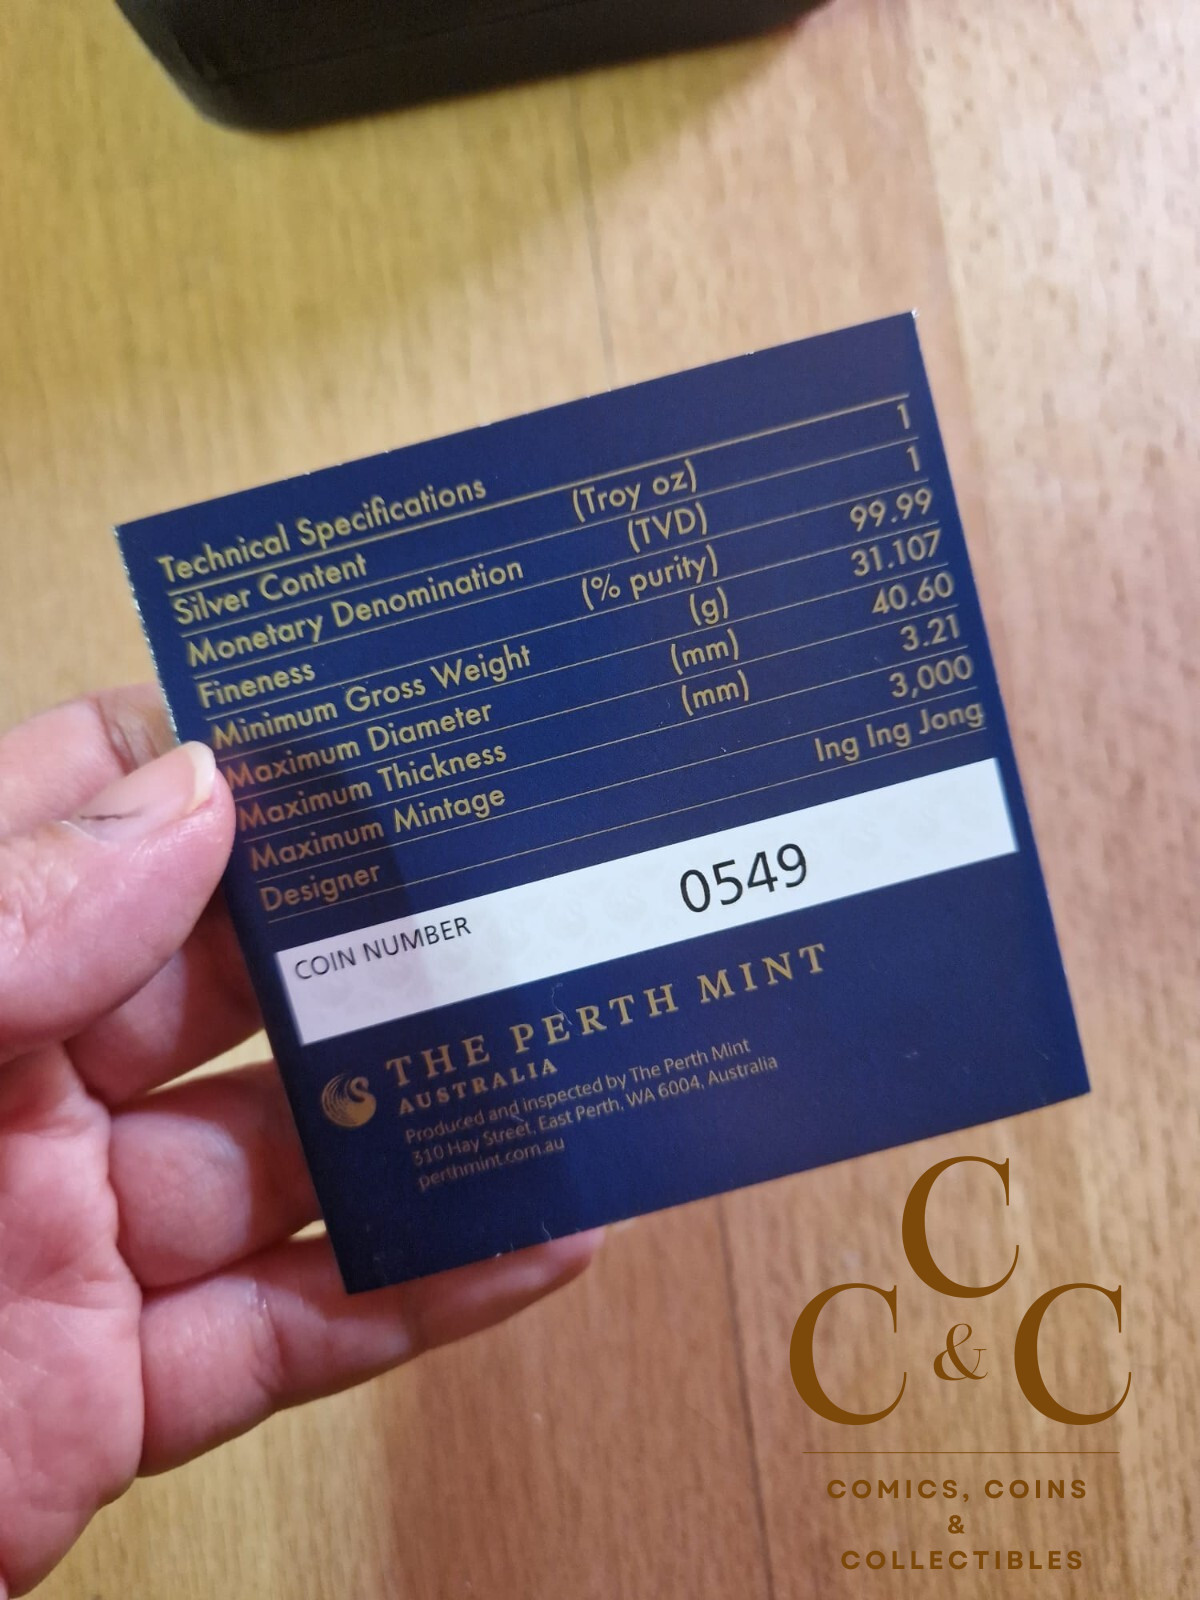 Technical Specifications
Silver Content (Troy oz) 1
Monetary Denomination (TVD) 1
Fineness (% purity) 99.99
Minimum Gross Weight (g) 31.107
Maximum Diameter (mm) 40.60
Maximum Thickness (mm) 3.21
Maximum Mintage 3,000
Designer Ing Ing Jong
COIN NUMBER 0549
THE PERTH MINT
AUSTRALIA
Produced and inspected by The Perth Mint
310 Hay Street, East Perth, WA 6004, Australia
perthmint.com.au
C
C & C
COMICS, COINS
&
COLLECTIBLES